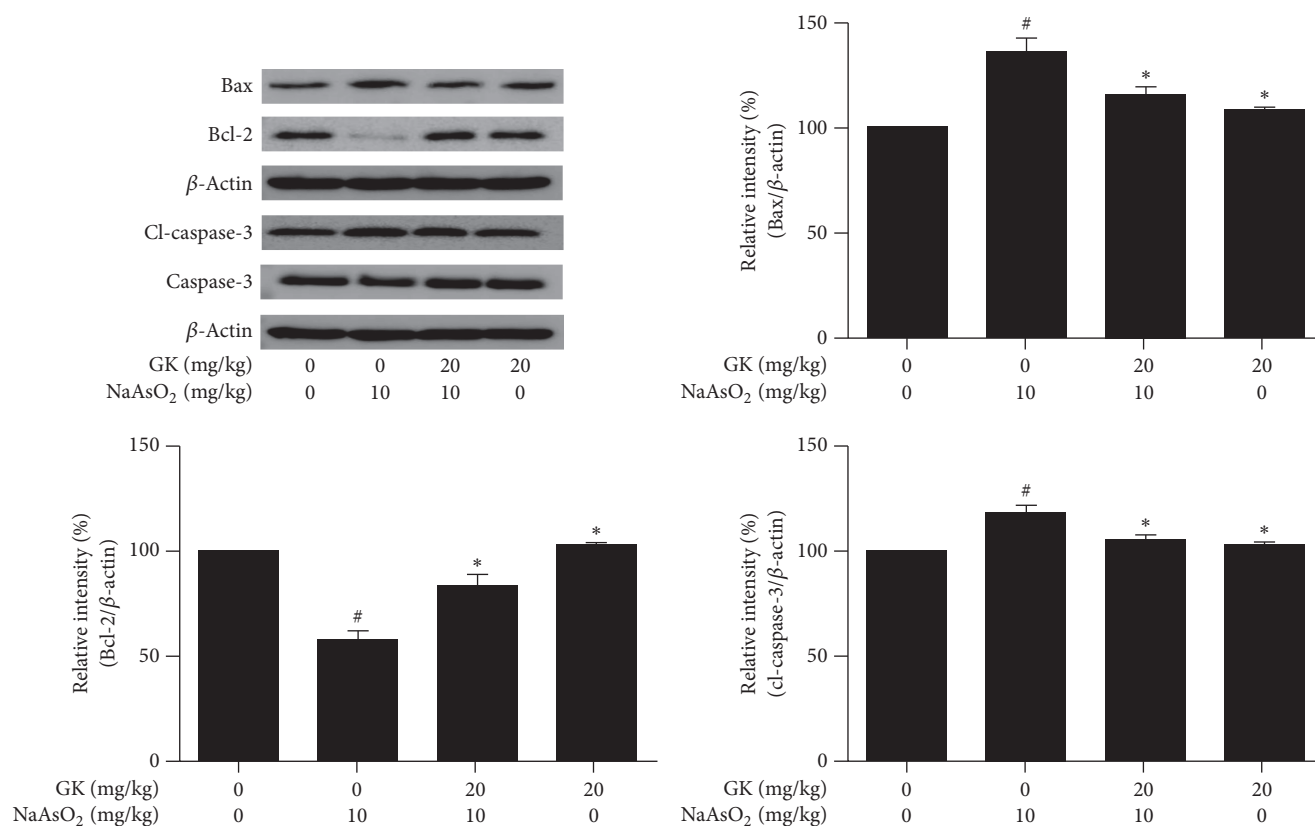 Bax
Bcl-2
β-Actin
Cl-caspase-3
Caspase-3
β-Actin
GK (mg/kg) 0 0 20 20
NaAsO₂ (mg/kg) 0 10 10 0
150
100
50
0
Relative intensity (%)
(Bax/β-actin)
#
*
*
GK (mg/kg) 0 0 20 20
NaAsO₂ (mg/kg) 0 10 10 0
150
100
50
0
Relative intensity (%)
(Bcl-2/β-actin)
#
*
*
GK (mg/kg) 0 0 20 20
NaAsO₂ (mg/kg) 0 10 10 0
150
100
50
0
Relative intensity (%)
(cl-caspase-3/β-actin)
#
*
*
GK (mg/kg) 0 0 20 20
NaAsO₂ (mg/kg) 0 10 10 0